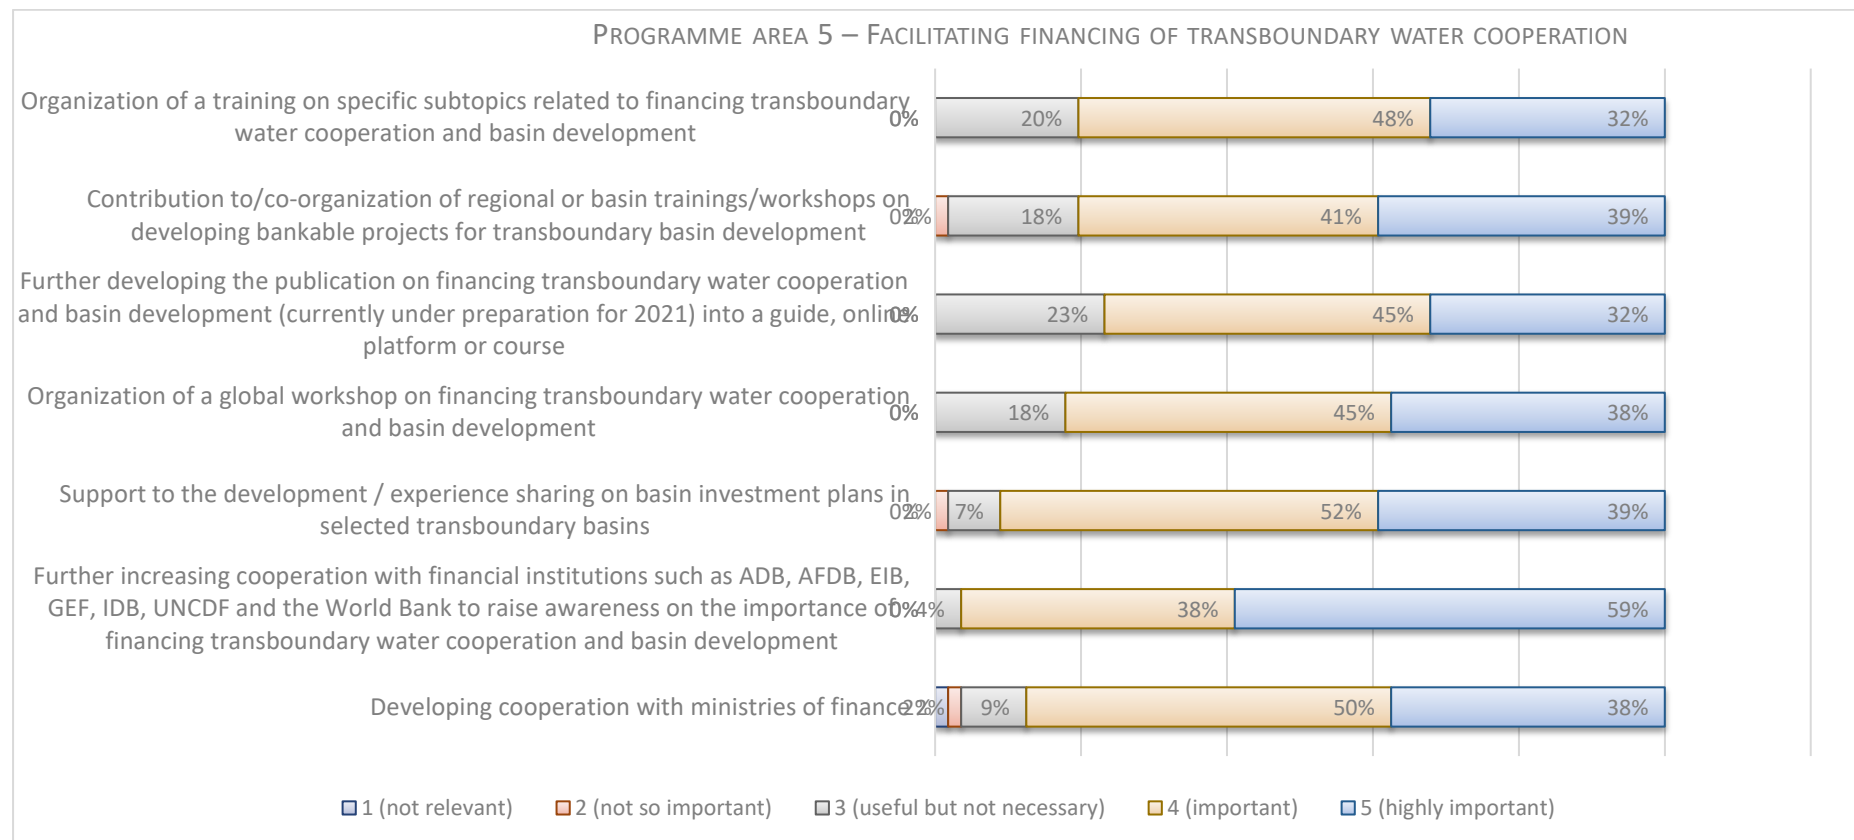 PROGRAMME AREA 5 – FACILITATING FINANCING OF TRANSBOUNDARY WATER COOPERATION
Organization of a training on specific subtopics related to financing transboundary
water cooperation and basin development
0% 20% 48% 32%
Contribution to/co-organization of regional or basin trainings/workshops on
developing bankable projects for transboundary basin development
0% 2% 18% 41% 39%
Further developing the publication on financing transboundary water cooperation
and basin development (currently under preparation for 2021) into a guide, online
platform or course
0% 23% 45% 32%
Organization of a global workshop on financing transboundary water cooperation
and basin development
0% 18% 45% 38%
Support to the development / experience sharing on basin investment plans in
selected transboundary basins
0% 2% 7% 52% 39%
Further increasing cooperation with financial institutions such as ADB, AFDB, EIB,
GEF, IDB, UNCDF and the World Bank to raise awareness on the importance of
financing transboundary water cooperation and basin development
0% 4% 38% 59%
Developing cooperation with ministries of finance
2% 2% 9% 50% 38%
1 (not relevant) 2 (not so important) 3 (useful but not necessary) 4 (important) 5 (highly important)